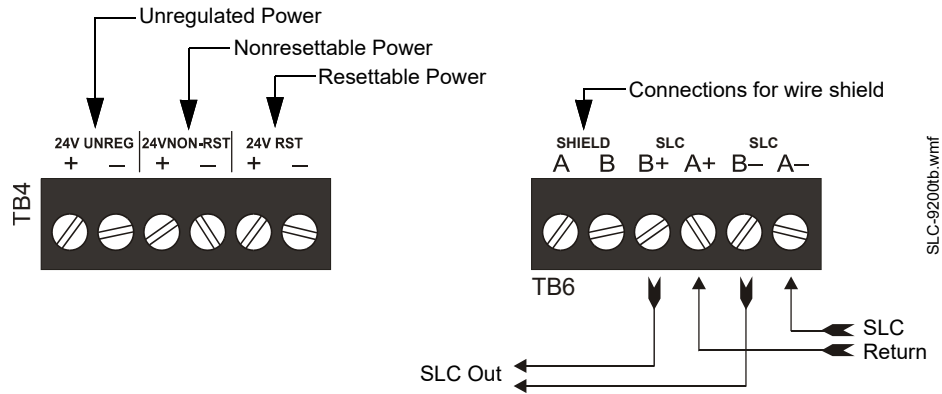 Unregulated Power
Nonresettable Power
Resettable Power
Connections for wire shield
24V UNREG 24VNON-RST 24V RST
+ – + – + –
TB4
SHIELD SLC SLC
A B B+ A+ B– A–
TB6
SLC
Return
SLC Out
SLC-9200tb.wmf